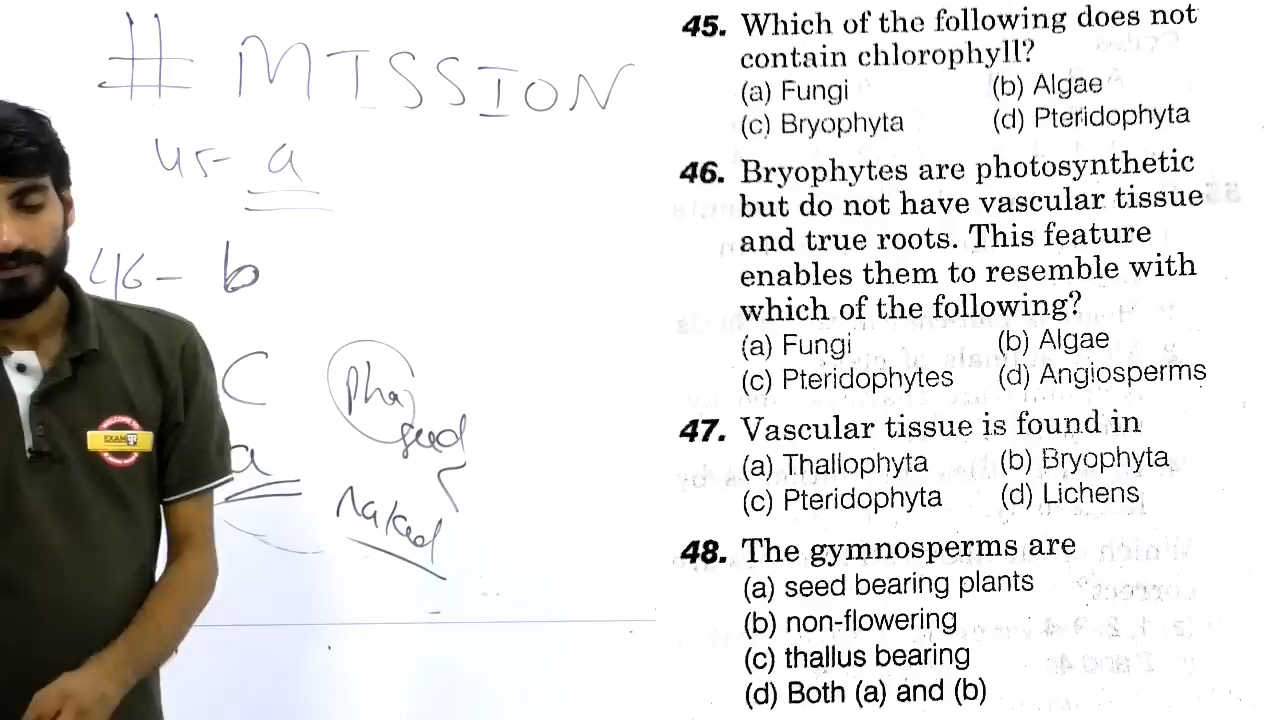 # MISSION
45- a
46- b
C
pha
seed
a
naked
EXAM
45. Which of the following does not
contain chlorophyll?
(a) Fungi (b) Algae
(c) Bryophyta (d) Pteridophyta
46. Bryophytes are photosynthetic
but do not have vascular tissue
and true roots. This feature
enables them to resemble with
which of the following?
(a) Fungi (b) Algae
(c) Pteridophytes (d) Angiosperms
47. Vascular tissue is found in
(a) Thallophyta (b) Bryophyta
(c) Pteridophyta (d) Lichens
48. The gymnosperms are
(a) seed bearing plants
(b) non-flowering
(c) thallus bearing
(d) Both (a) and (b)